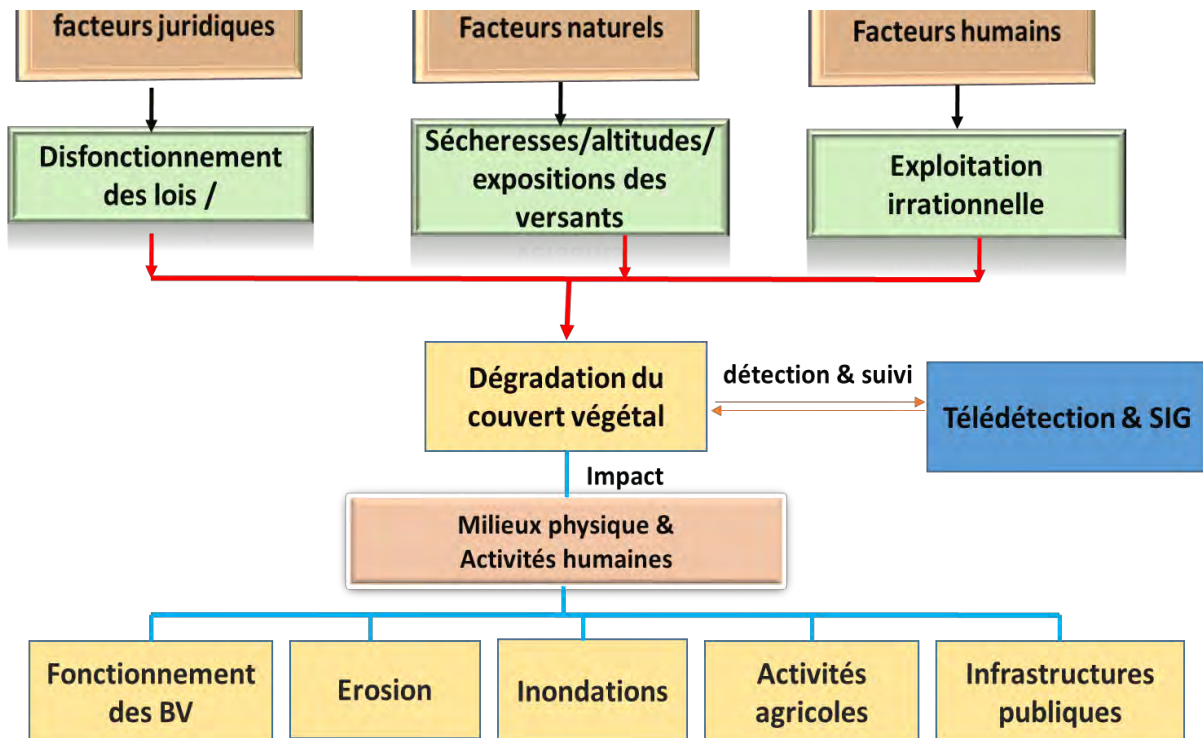 facteurs juridiques
Facteurs naturels
Facteurs humains
Disfonctionnement
des lois /
Sécheresses/altitudes/
expositions des
versants
Exploitation
irrationnelle
Dégradation du
couvert végétal
détection & suivi
Télédétection & SIG
Impact
Milieux physique &
Activités humaines
Fonctionnement
des BV
Erosion
Inondations
Activités
agricoles
Infrastructures
publiques